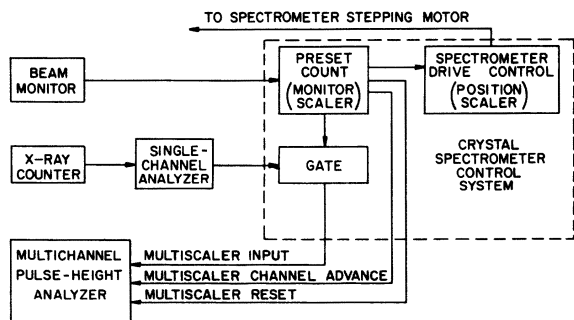 TO SPECTROMETER STEPPING MOTOR
BEAM
MONITOR
PRESET
COUNT
(MONITOR
SCALER)
SPECTROMETER
DRIVE CONTROL
(POSITION
SCALER)
X-RAY
COUNTER
SINGLE-
CHANNEL
ANALYZER
GATE
CRYSTAL
SPECTROMETER
CONTROL
SYSTEM
MULTICHANNEL
PULSE-HEIGHT
ANALYZER
MULTISCALER INPUT
MULTISCALER CHANNEL ADVANCE
MULTISCALER RESET